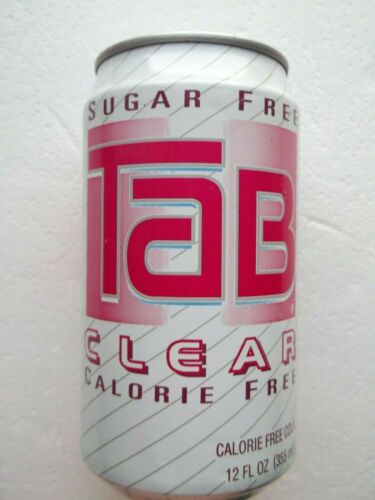 SUGAR FREE
TaB
CLEAR
CALORIE FREE
CALORIE FREE COLA
12 FL OZ (355 mL)